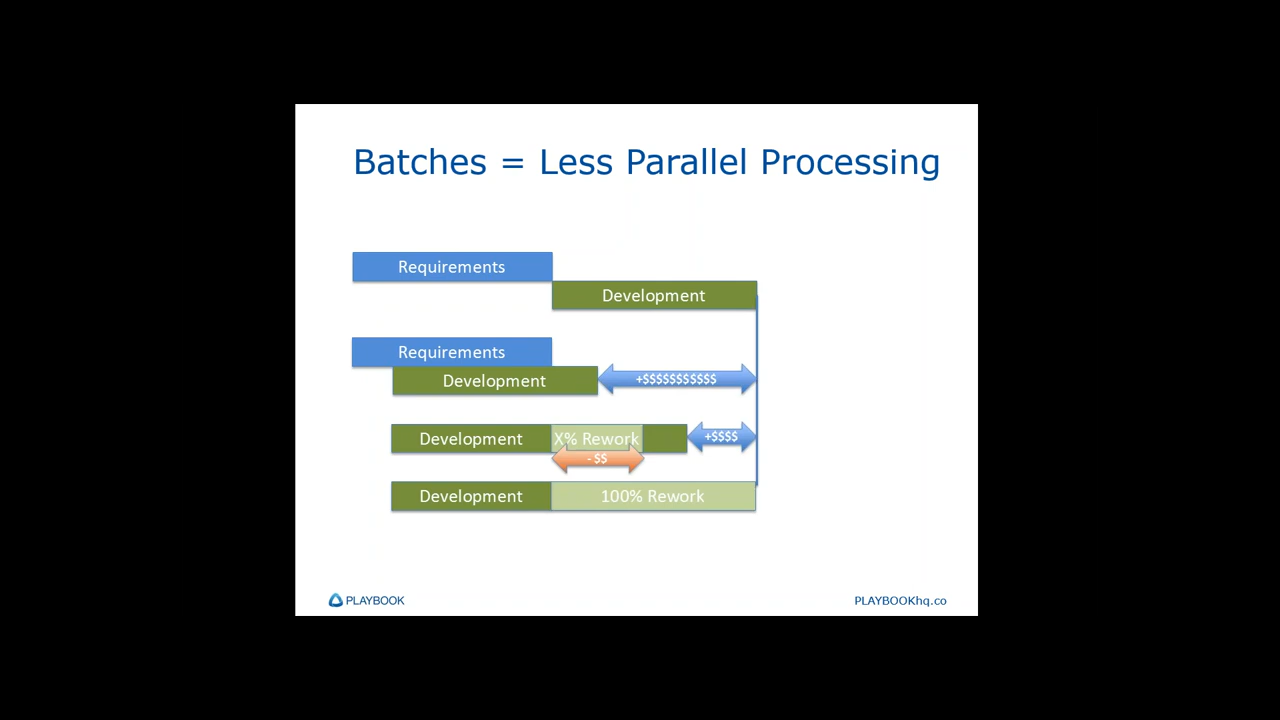 Batches = Less Parallel Processing
Requirements
Development
Requirements
Development
+$$$$$$$$$$$
Development
X% Rework
+$$$$
- $$
Development
100% Rework
PLAYBOOK
PLAYBOOKhq.co